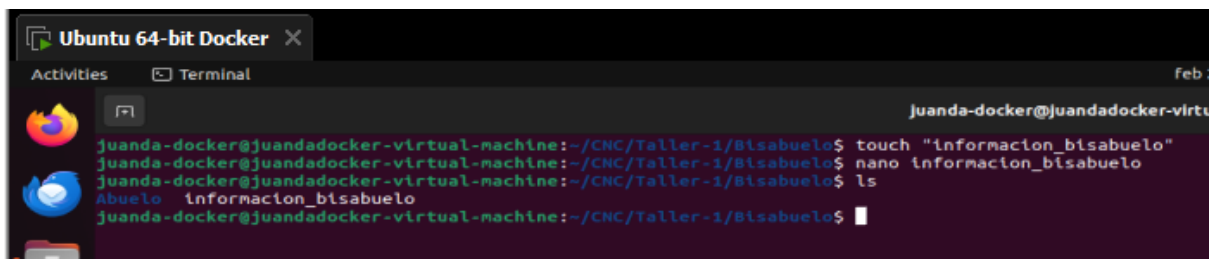 Ubuntu 64-bit Docker
Activities Terminal feb
juanda-docker@juandadocker-virtu
juanda-docker@juandadocker-virtual-machine:~/CNC/Taller-1/Bisabuelo$ touch "informacion_bisabuelo"
juanda-docker@juandadocker-virtual-machine:~/CNC/Taller-1/Bisabuelo$ nano informacion_bisabuelo
juanda-docker@juandadocker-virtual-machine:~/CNC/Taller-1/Bisabuelo$ ls
Abuelo informacion_bisabuelo
juanda-docker@juandadocker-virtual-machine:~/CNC/Taller-1/Bisabuelo$